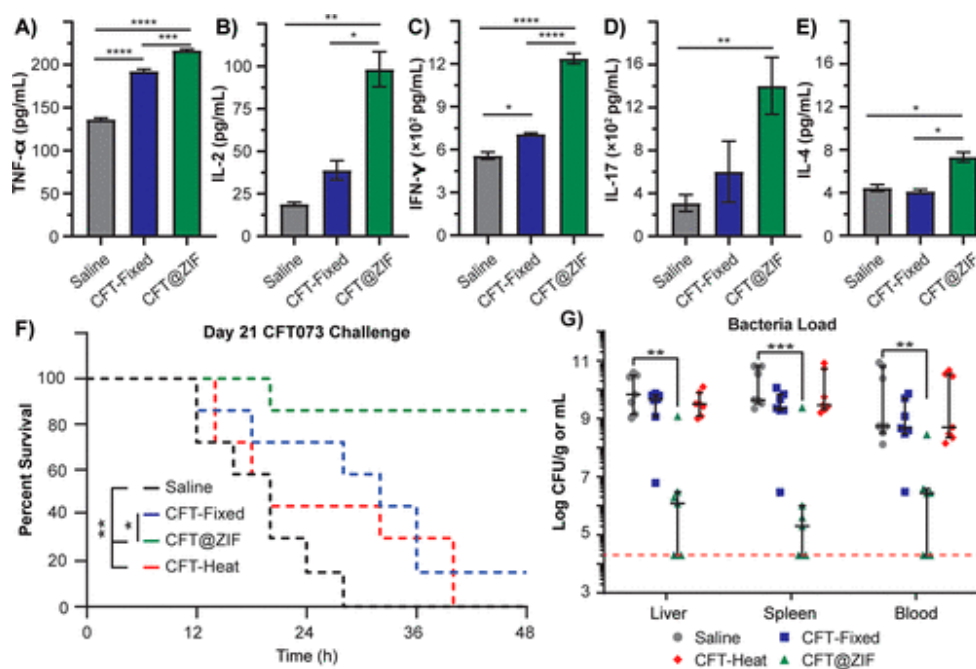 A)
TNF-α (pg/mL)
250
200
150
100
50
0
****
****
***
Saline
CFT-Fixed
CFT@ZIF
B)
IL-2 (pg/mL)
125
100
75
50
25
0
**
*
Saline
CFT-Fixed
CFT@ZIF
C)
IFN-γ (×10² pg/mL)
15
12
9
6
3
0
****
****
*
Saline
CFT-Fixed
CFT@ZIF
D)
IL-17 (×10² pg/mL)
20
16
12
8
4
0
**
Saline
CFT-Fixed
CFT@ZIF
E)
IL-4 (pg/mL)
20
16
12
8
4
0
*
*
Saline
CFT-Fixed
CFT@ZIF
F)
Day 21 CFT073 Challenge
Percent Survival
100
80
60
40
20
0
0
12
24
36
48
Time (h)
**
*
Saline
CFT-Fixed
CFT@ZIF
CFT-Heat
G)
Bacteria Load
Log CFU/g or mL
11
9
7
5
3
**
***
**
Liver
Spleen
Blood
Saline
CFT-Fixed
CFT-Heat
CFT@ZIF